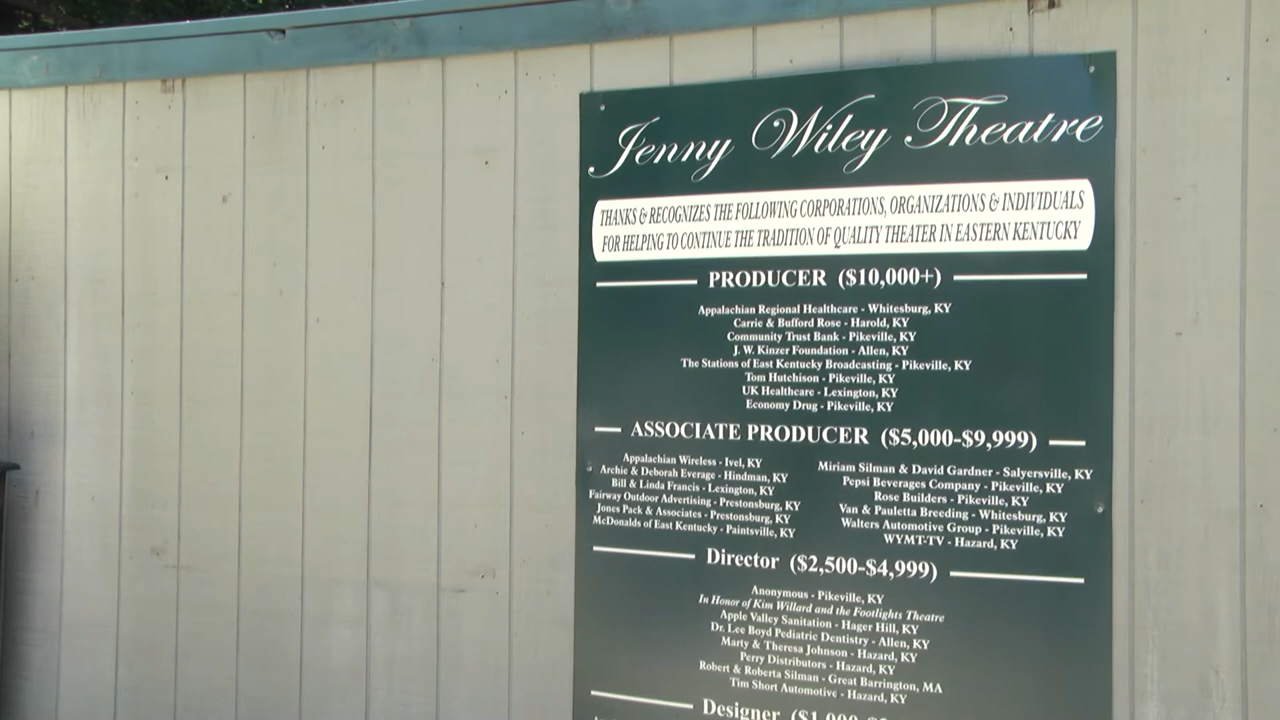 Jenny Wiley Theatre
THANKS & RECOGNIZES THE FOLLOWING CORPORATIONS, ORGANIZATIONS & INDIVIDUALS
FOR HELPING TO CONTINUE THE TRADITION OF QUALITY THEATER IN EASTERN KENTUCKY
PRODUCER ($10,000+)
Appalachian Regional Healthcare - Whitesburg, KY
Carrie & Bufford Rose - Harold, KY
Community Trust Bank - Pikeville, KY
J. W. Kinzer Foundation - Allen, KY
The Stations of East Kentucky Broadcasting - Pikeville, KY
Tom Hutchison - Pikeville, KY
UK Healthcare - Lexington, KY
Economy Drug - Pikeville, KY
ASSOCIATE PRODUCER ($5,000-$9,999)
Appalachian Wireless - Ivel, KY
Archie & Deborah Everage - Hindman, KY
Bill & Linda Francis - Lexington, KY
Fairway Outdoor Advertising - Prestonsburg, KY
Jones Pack & Associates - Prestonsburg, KY
McDonalds of East Kentucky - Paintsville, KY
Miriam Silman & David Gardner - Salyersville, KY
Pepsi Beverages Company - Pikeville, KY
Rose Builders - Pikeville, KY
Van & Pauletta Breeding - Whitesburg, KY
Walters Automotive Group - Pikeville, KY
WYMT-TV - Hazard, KY
Director ($2,500-$4,999)
Anonymous - Pikeville, KY
In Honor of Kim Willard and the Footlights Theatre
Apple Valley Sanitation - Hager Hill, KY
Dr. Lee Boyd Pediatric Dentistry - Allen, KY
Marty & Theresa Johnson - Hazard, KY
Perry Distributors - Hazard, KY
Robert & Roberta Silman - Great Barrington, MA
Tim Short Automotive - Hazard, KY
Designer